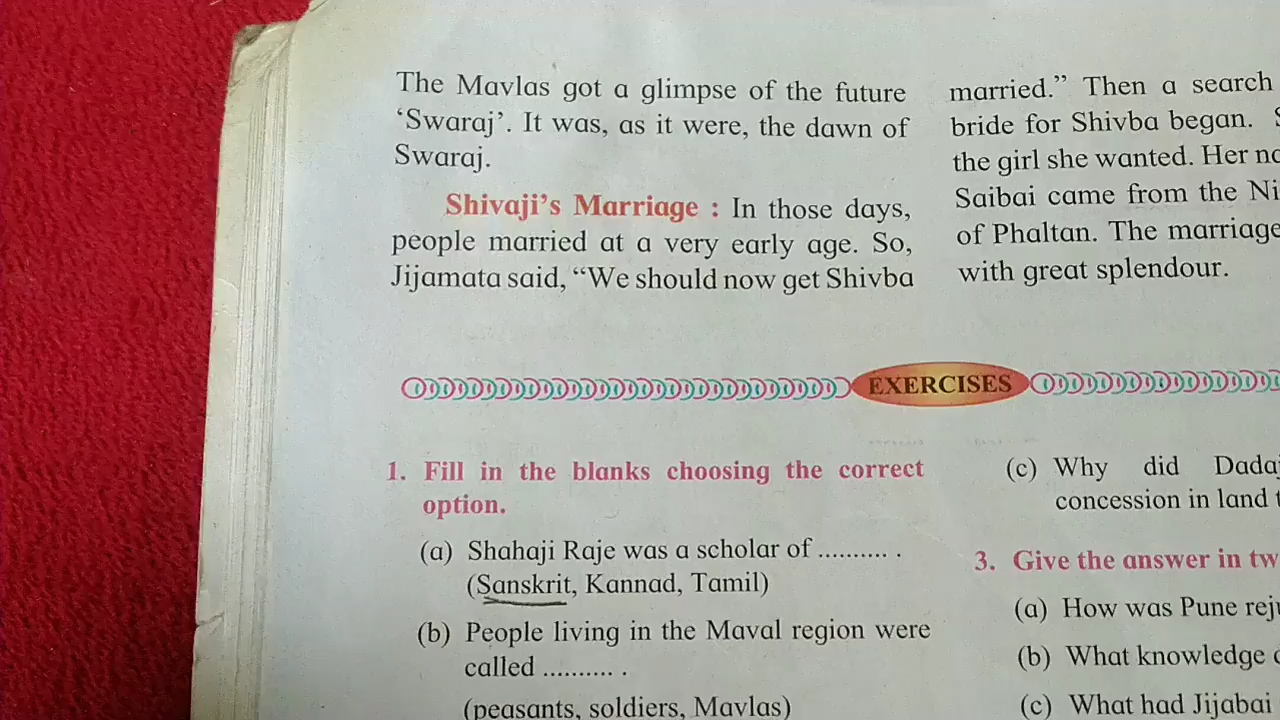 The Mavlas got a glimpse of the future
'Swaraj'. It was, as it were, the dawn of
Swaraj.
Shivaji's Marriage : In those days,
people married at a very early age. So,
Jijamata said, "We should now get Shivba
married." Then a search
bride for Shivba began.
the girl she wanted. Her
Saibai came from the
of Phaltan. The marriage
with great splendour.
EXERCISES
1. Fill in the blanks choosing the correct
option.
(a) Shahaji Raje was a scholar of .......... .
(Sanskrit, Kannad, Tamil)
(b) People living in the Maval region were
called .......... .
(peasants, soldiers, Mavlas)
(c) Why did
concession in land
3. Give the answer in
(a) How was Pune
(b) What knowledge
(c) What had Jijabai